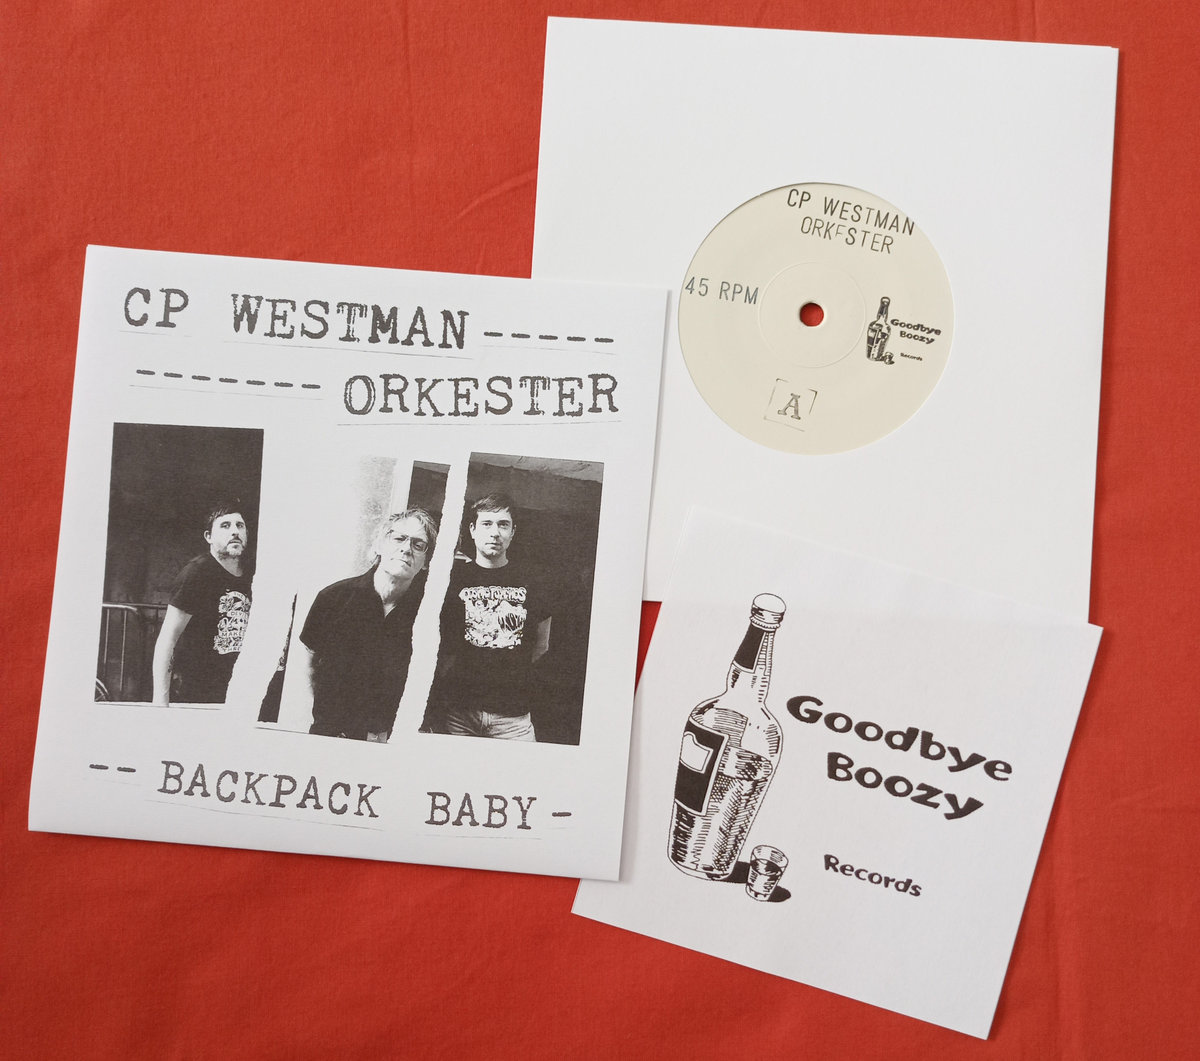 CP WESTMAN -----
------- ORKESTER
-- BACKPACK BABY -
CP WESTMAN
ORKESTER
45 RPM
Goodbye
Boozy
Records
[A]
Goodbye
Boozy
Records